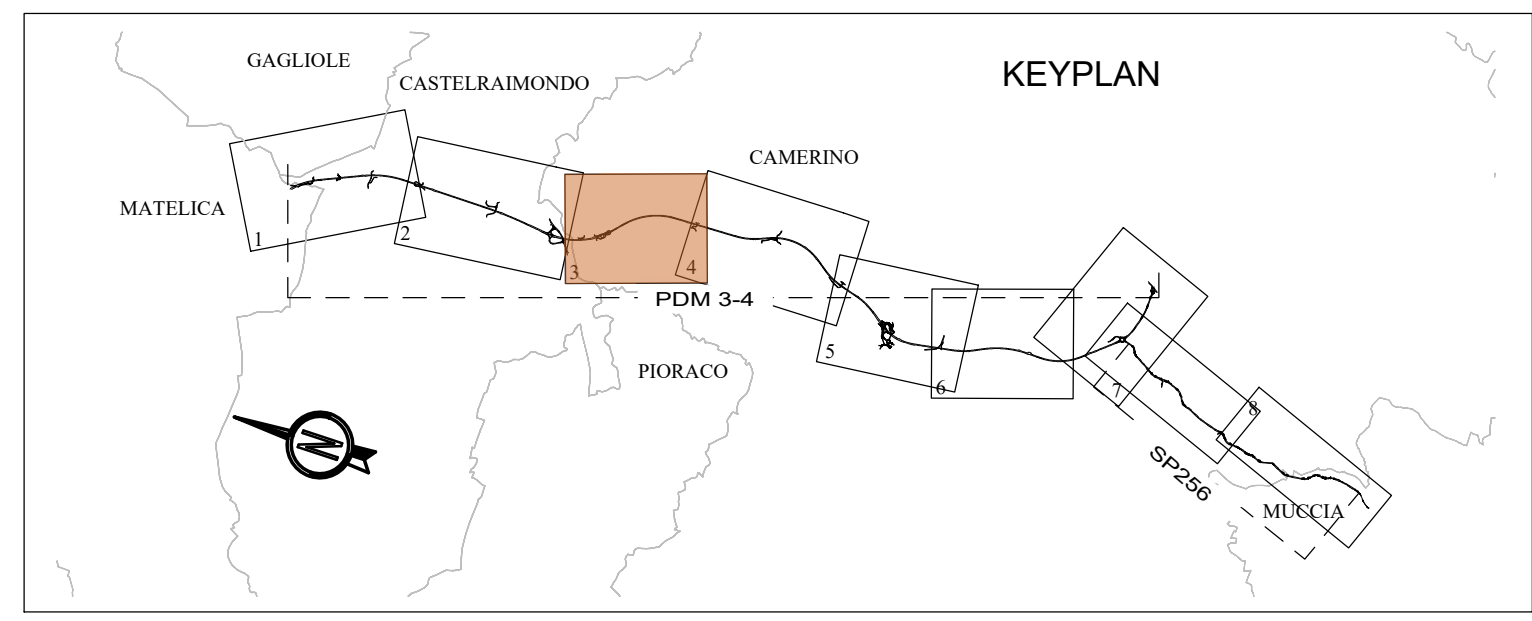 KEYPLAN
GAGLIOLE
CASTELRAIMONDO
CAMERINO
MATELICA
1
2
3
4
PDM 3-4
PIORACO
5
6
7
8
SP256
MUCCIA
N